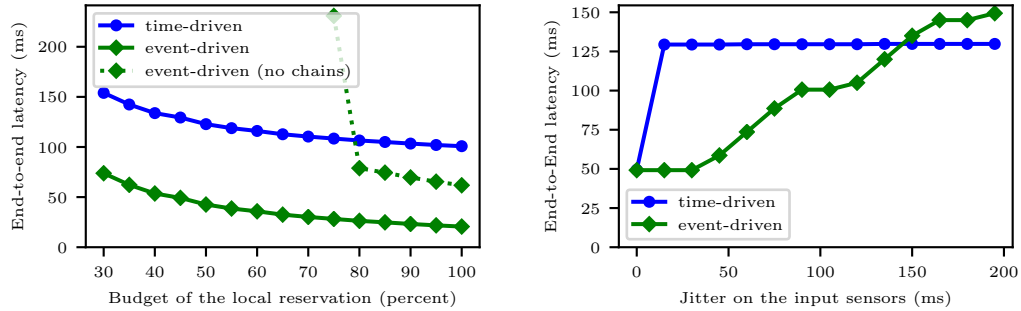 End-to-end latency (ms)
200
150
100
50
0
time-driven
event-driven
event-driven (no chains)
30 40 50 60 70 80 90 100
Budget of the local reservation (percent)
End-to-End latency (ms)
150
125
100
75
50
25
0
time-driven
event-driven
0 50 100 150 200
Jitter on the input sensors (ms)